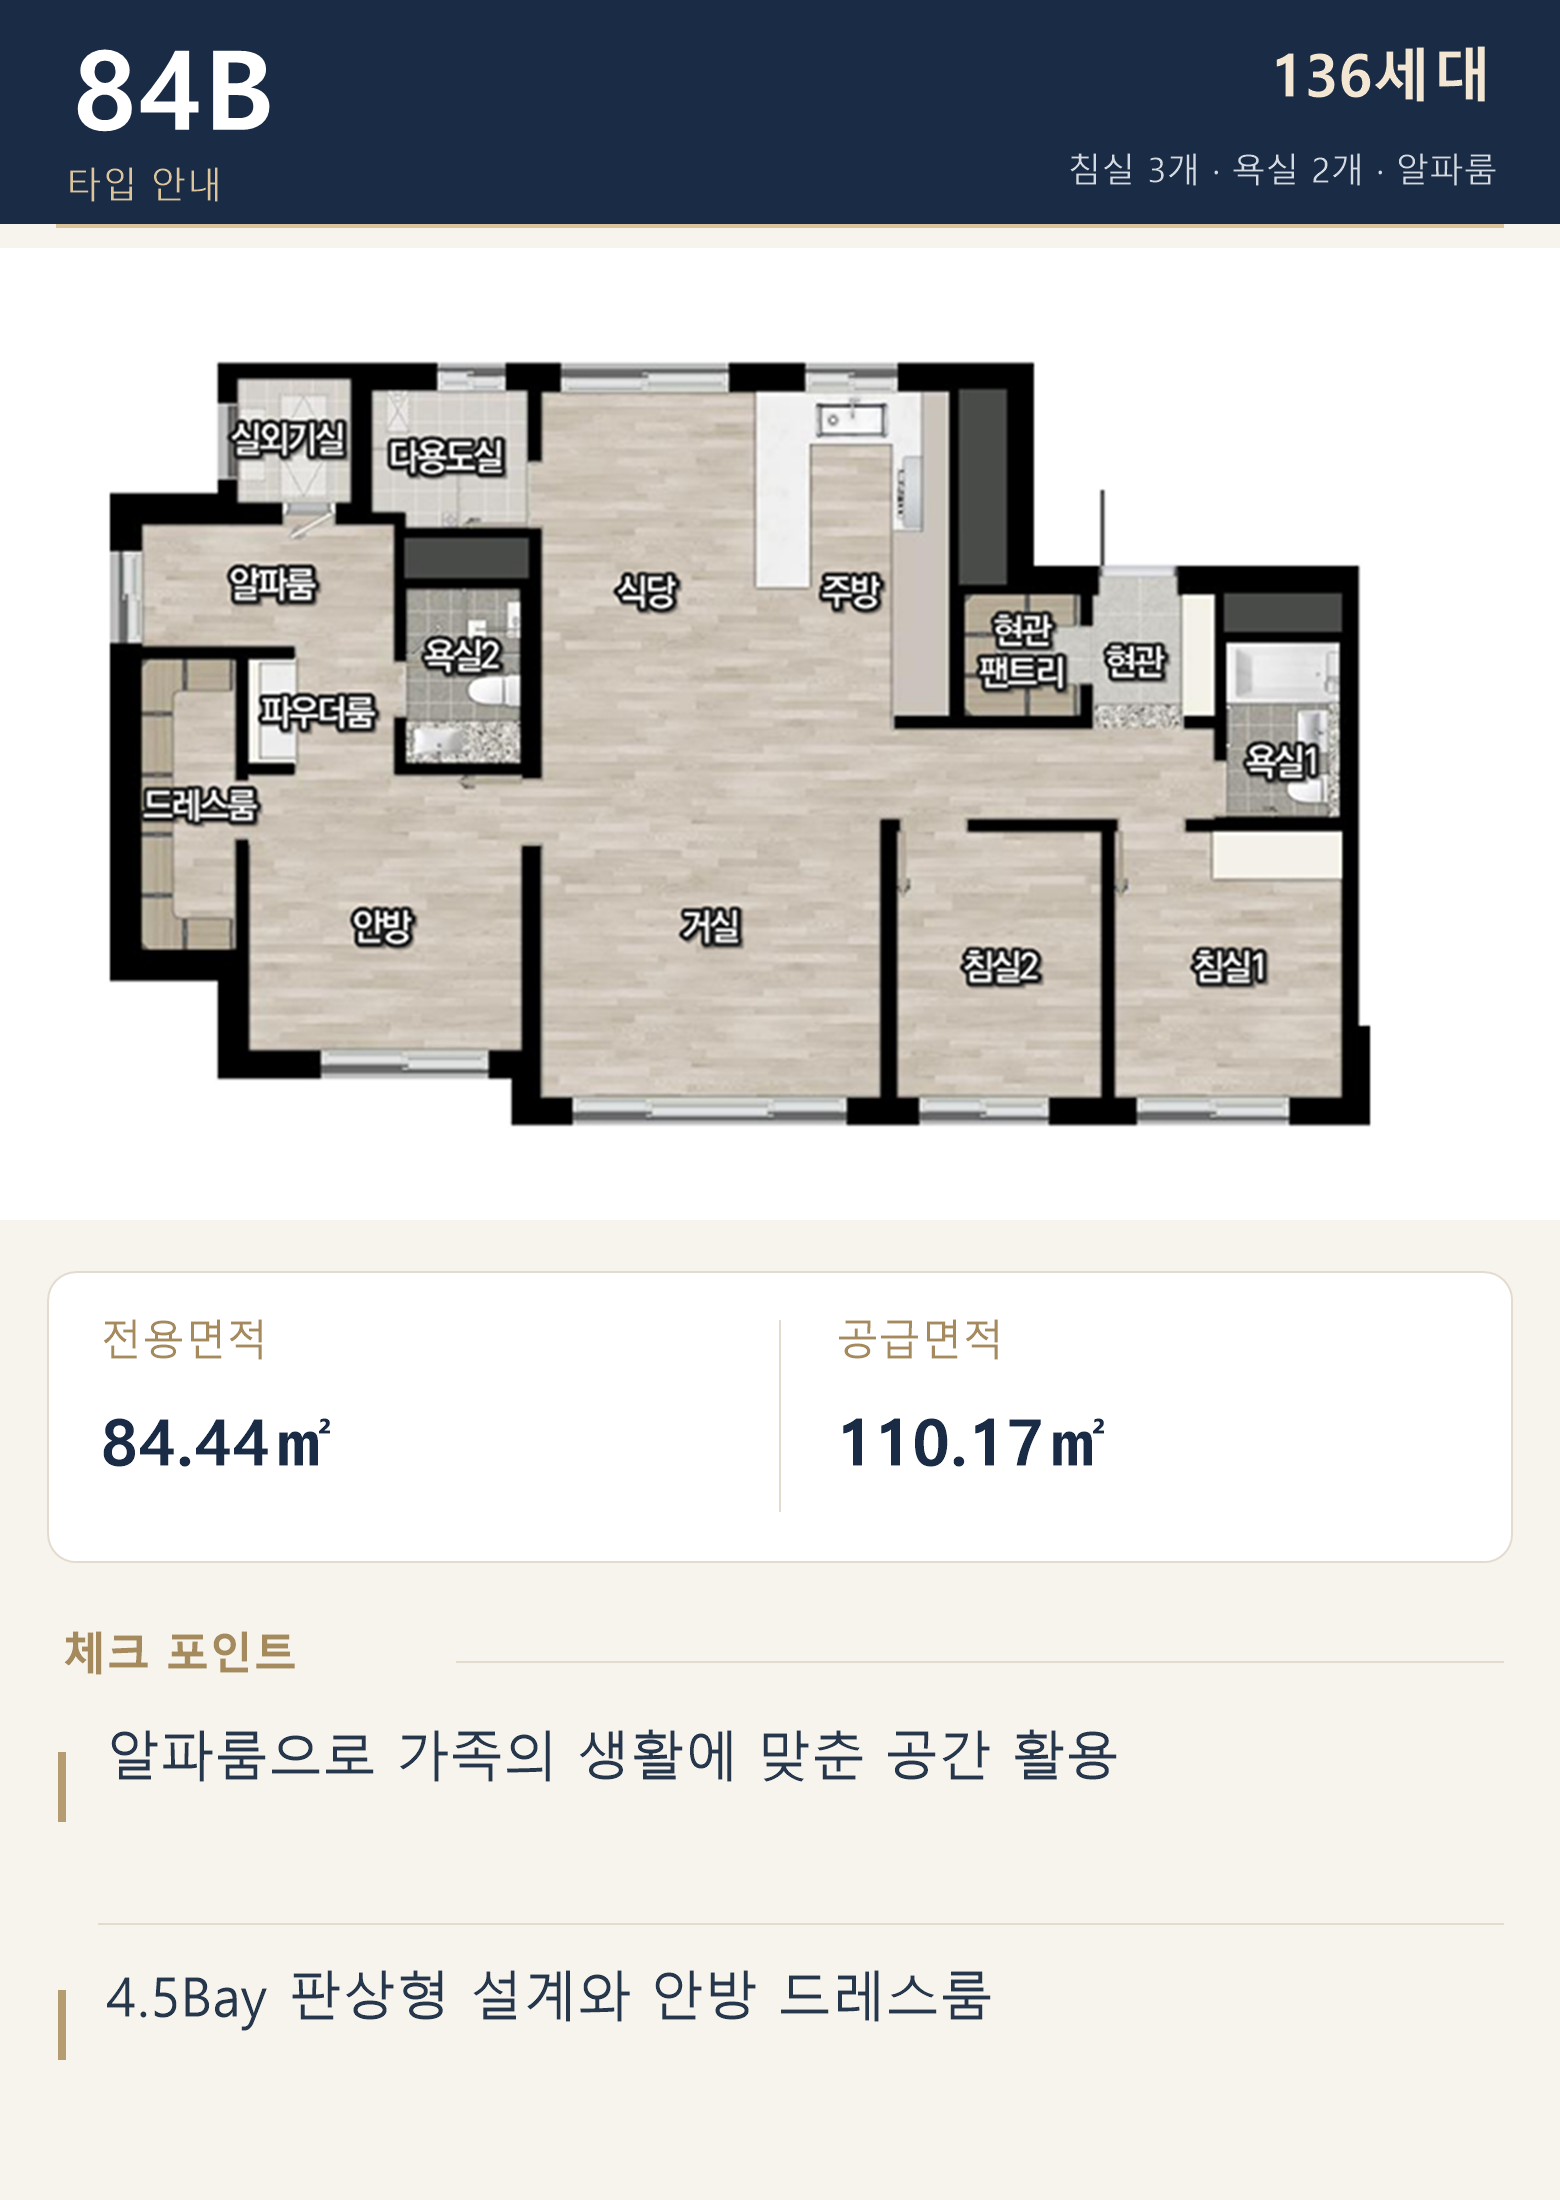 84B
136세대
타입 안내
침실 3개 · 욕실 2개 · 알파룸
실외기실
다용도실
알파룸
식당
주방
욕실2
현관
팬트리
현관
파우더룸
욕실1
드레스룸
안방
거실
침실2
침실1
전용면적
공급면적
84.44㎡
110.17㎡
체크 포인트
알파룸으로 가족의 생활에 맞춘 공간 활용
4.5Bay 판상형 설계와 안방 드레스룸